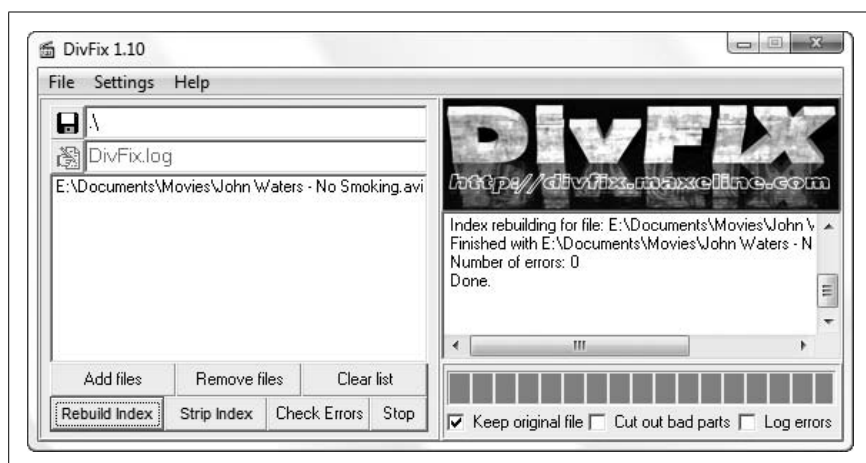 DivFix 1.10
File Settings Help
.\
DivFix.log
E:\Documents\Movies\John Waters - No Smoking.avi
Add files Remove files Clear list
Rebuild Index Strip Index Check Errors Stop
DivFIX
http://divfix.maxeline.com
Index rebuilding for file: E:\Documents\Movies\John
Finished with E:\Documents\Movies\John Waters - N
Number of errors: 0
Done.
Keep original file Cut out bad parts Log errors